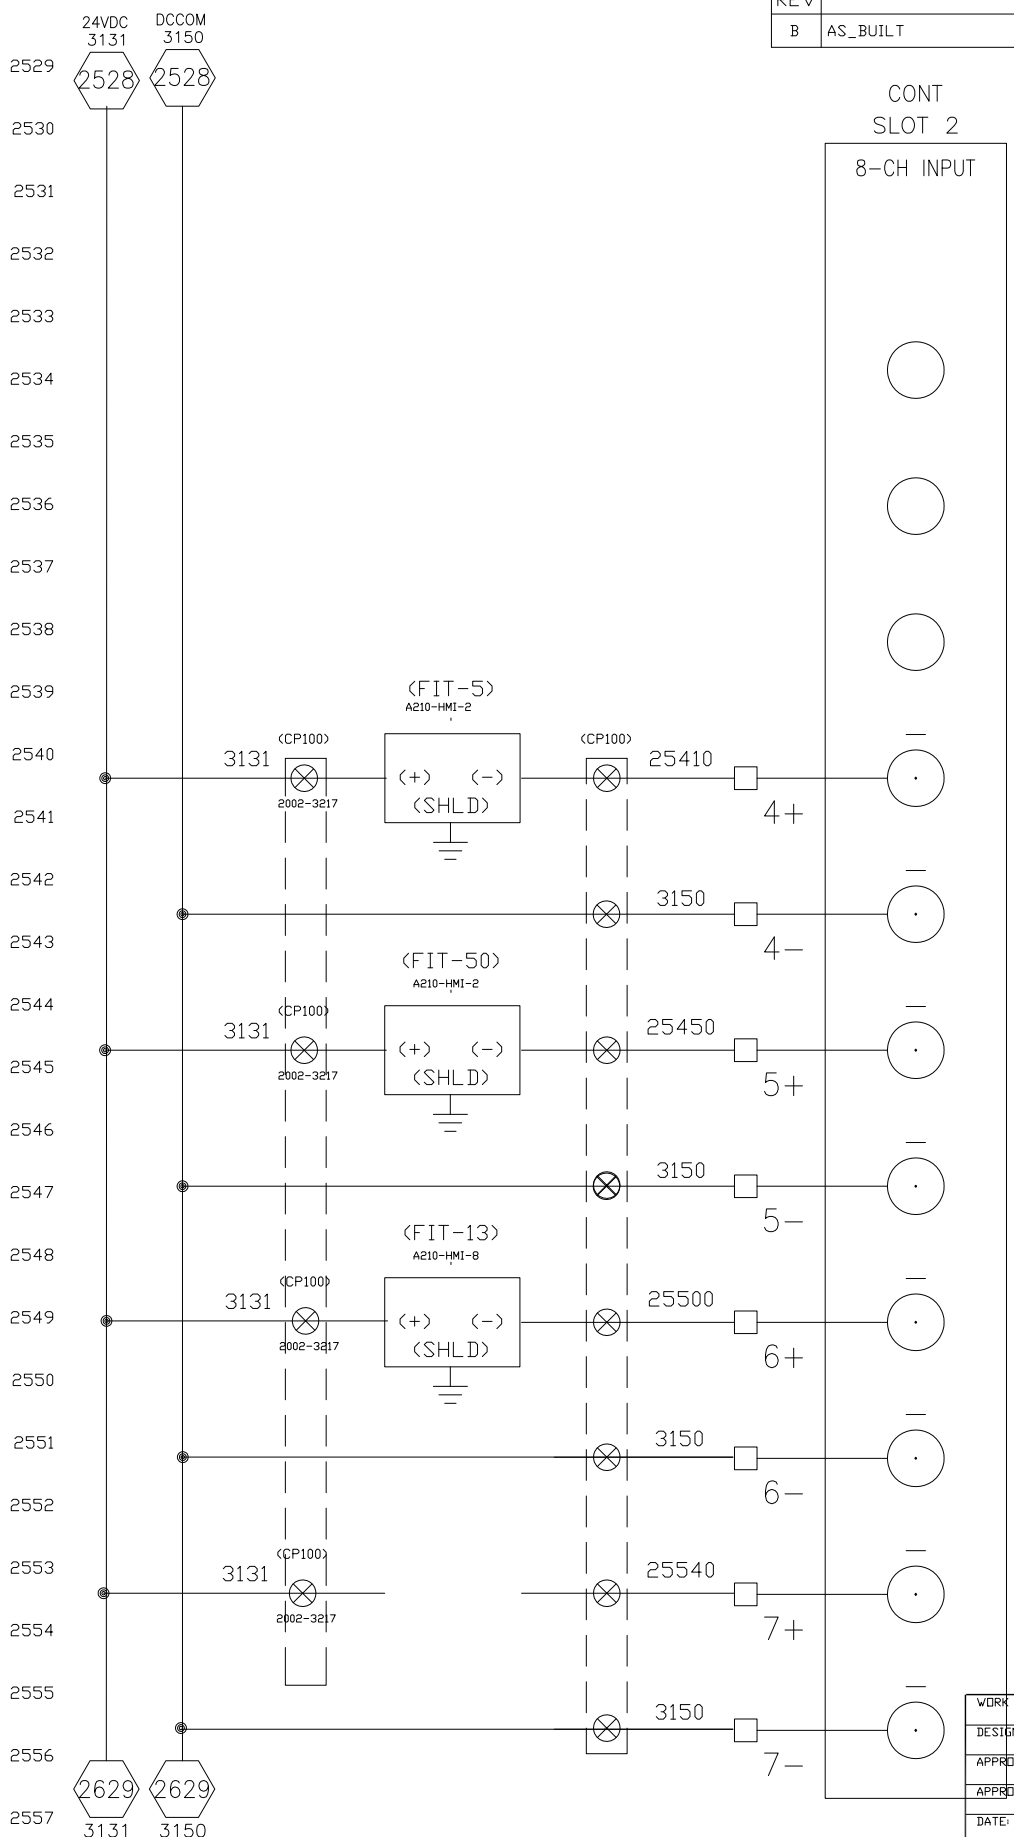 REV
B AS_BUILT
24VDC DCCOM
3131 3150
2529 2528 2528
CONT
SLOT 2
8-CH INPUT
2530
2531
2532
2533
2534
2535
2536
2537
2538
2539
(FIT-5)
A210-HMI-2
2540
(CP100) (CP100)
3131 25410
(+) (-)
(SHLD)
2002-3217
4+
2541
2542
3150
4-
2543
(FIT-50)
A210-HMI-2
2544
(CP100)
3131 25450
(+) (-)
(SHLD)
2002-3217
5+
2545
2546
3150
2547
5-
(FIT-13)
A210-HMI-8
2548
(CP100)
3131 25500
2549
(+) (-)
(SHLD)
2002-3217
6+
2550
2551
3150
6-
2552
(CP100)
2553
3131 25540
2002-3217
7+
2554
2555
3150
7-
2556
2629 2629
2557
3131 3150
WORK
DESIGN
APPRO
APPRO
DATE: